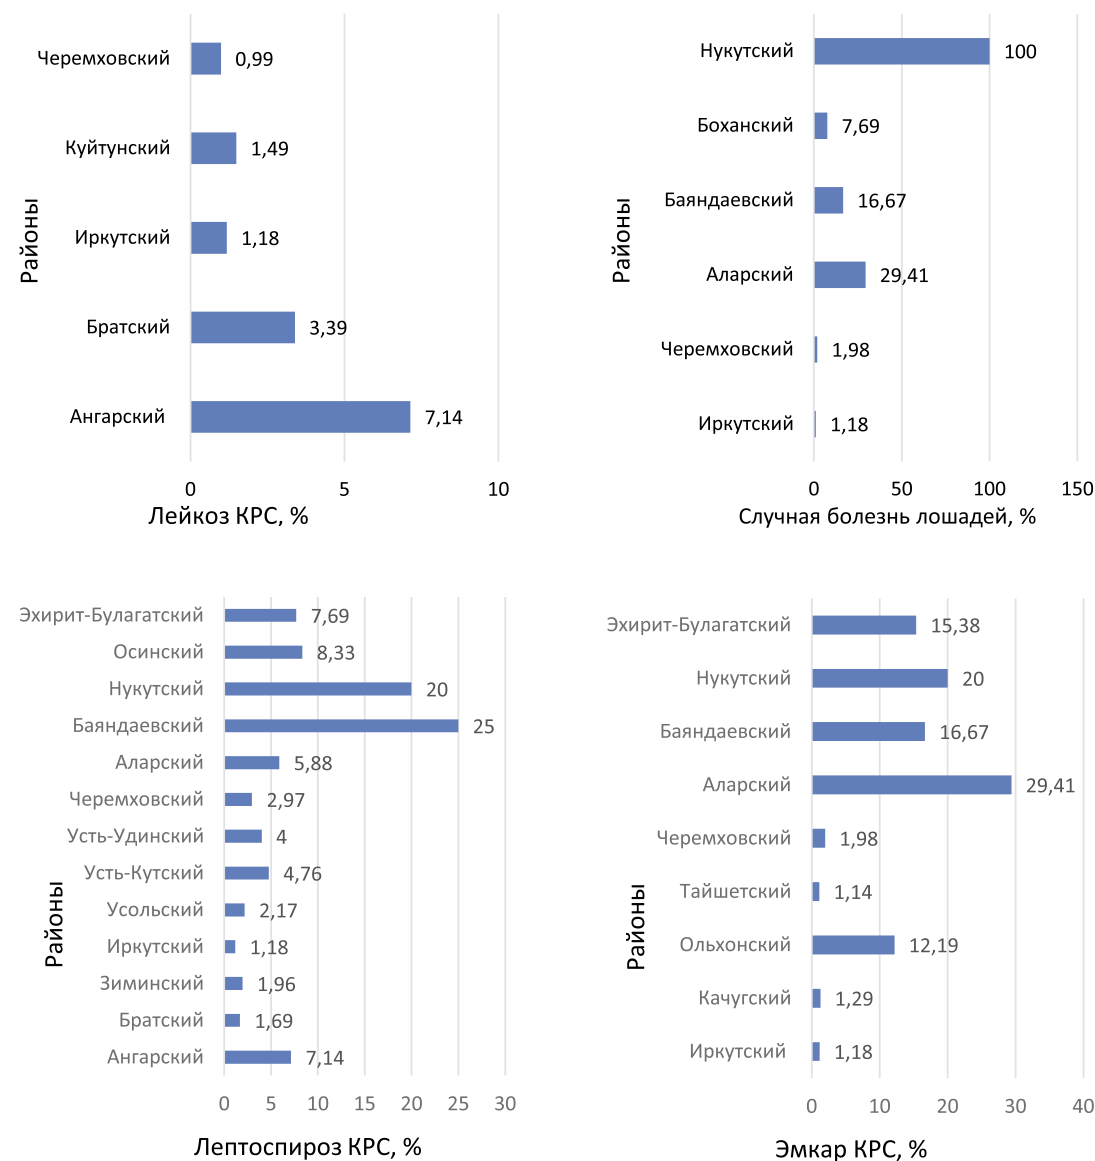 Районы
Черемховский 0,99
Куйтунский 1,49
Иркутский 1,18
Братский 3,39
Ангарский 7,14
0 5 10
Лейкоз КРС, %
Районы
Нукутский 100
Боханский 7,69
Баяндаевский 16,67
Аларский 29,41
Черемховский 1,98
Иркутский 1,18
0 50 100 150
Случная болезнь лошадей, %
Районы
Эхирит-Булагатский 7,69
Осинский 8,33
Нукутский 20
Баяндаевский 25
Аларский 5,88
Черемховский 2,97
Усть-Удинский 4
Усть-Кутский 4,76
Усольский 2,17
Иркутский 1,18
Зиминский 1,96
Братский 1,69
Ангарский 7,14
0 5 10 15 20 25 30
Лептоспироз КРС, %
Районы
Эхирит-Булагатский 15,38
Нукутский 20
Баяндаевский 16,67
Аларский 29,41
Черемховский 1,98
Тайшетский 1,14
Ольхонский 12,19
Качугский 1,29
Иркутский 1,18
0 10 20 30 40
Эмкар КРС, %